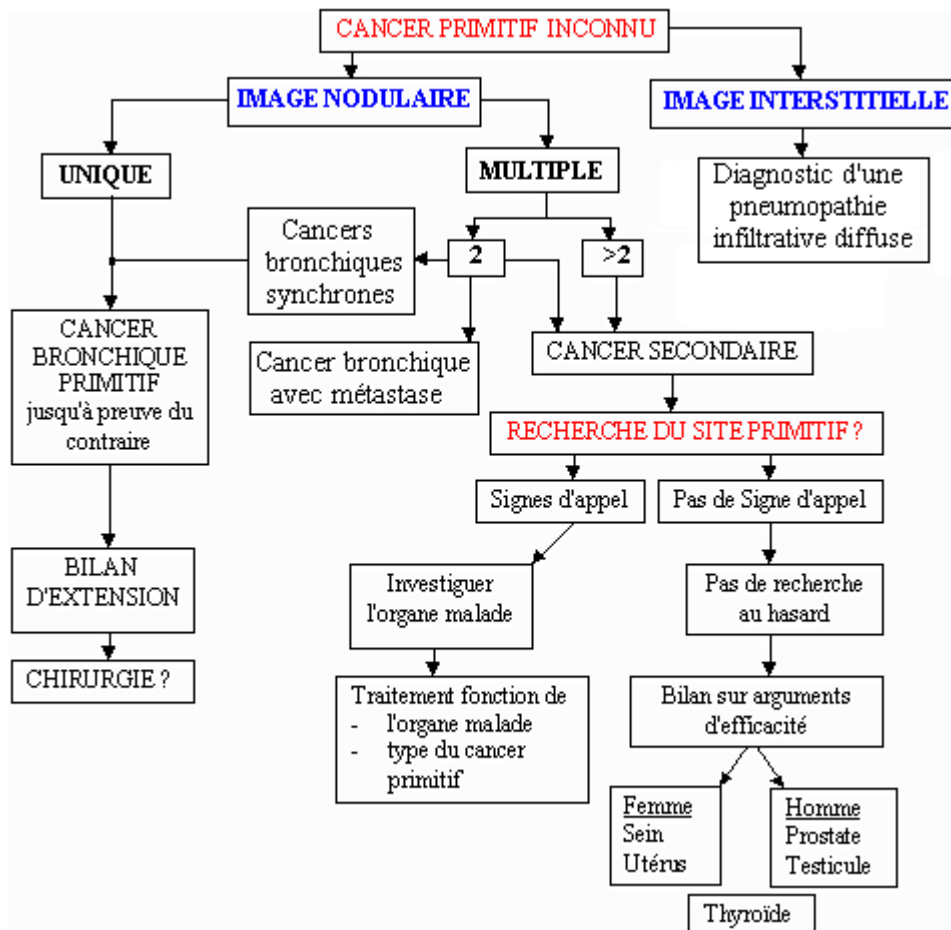 CANCER PRIMITIF INCONNU
IMAGE NODULAIRE
IMAGE INTERSTITIELLE
UNIQUE
MULTIPLE
Diagnostic d'une
pneumopathie
infiltrative diffuse
Cancers
bronchiques
synchrones
2
>2
CANCER
BRONCHIQUE
PRIMITIF
jusqu'à preuve du
contraire
Cancer bronchique
avec métastase
CANCER SECONDAIRE
RECHERCHE DU SITE PRIMITIF ?
Signes d'appel
Pas de Signe d'appel
BILAN
D'EXTENSION
Investiguer
l'organe malade
Pas de recherche
au hasard
CHIRURGIE ?
Traitement fonction de
- l'organe malade
- type du cancer
primitif
Bilan sur arguments
d'efficacité
Femme
Sein
Utérus
Homme
Prostate
Testicule
Thyroïde